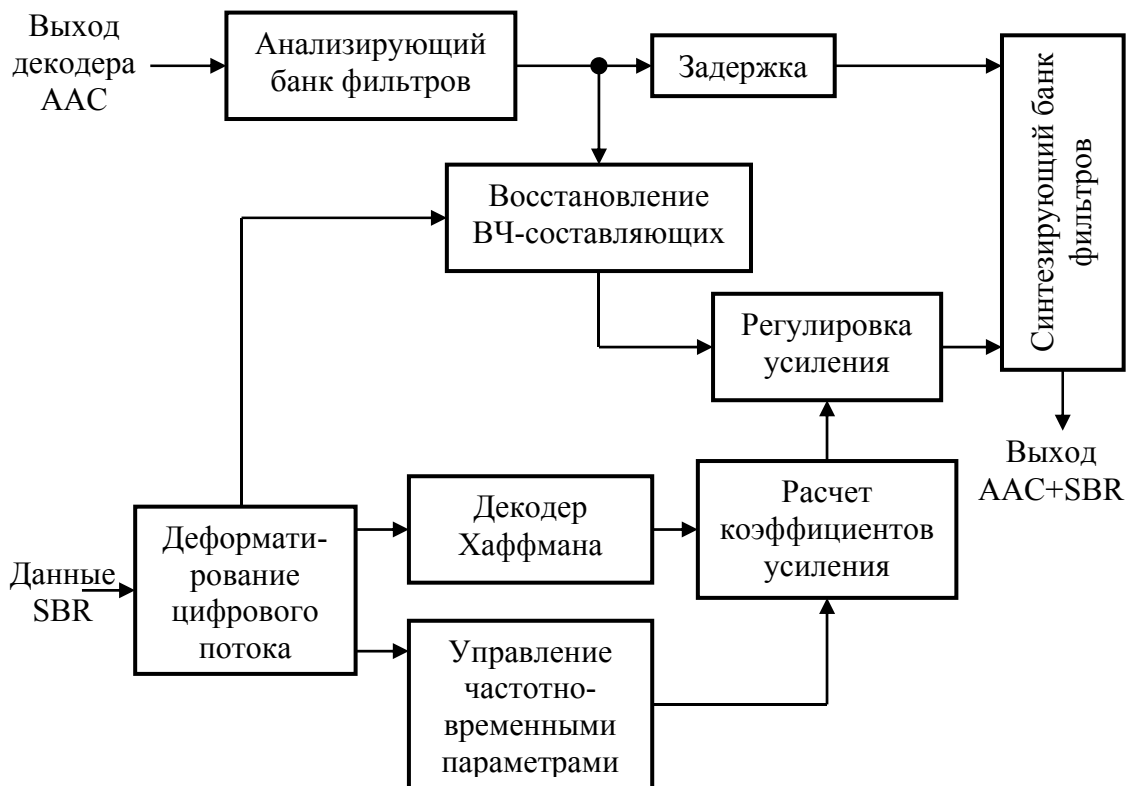 Выход
декодера
ААС
Анализирующий
банк фильтров
Задержка
Синтезирующий банк
фильтров
Восстановление
ВЧ-составляющих
Регулировка
усиления
Выход
AAC+SBR
Декодер
Хаффмана
Расчет
коэффициентов
усиления
Данные
SBR
Деформати-
рование
цифрового
потока
Управление
частотно-
временными
параметрами